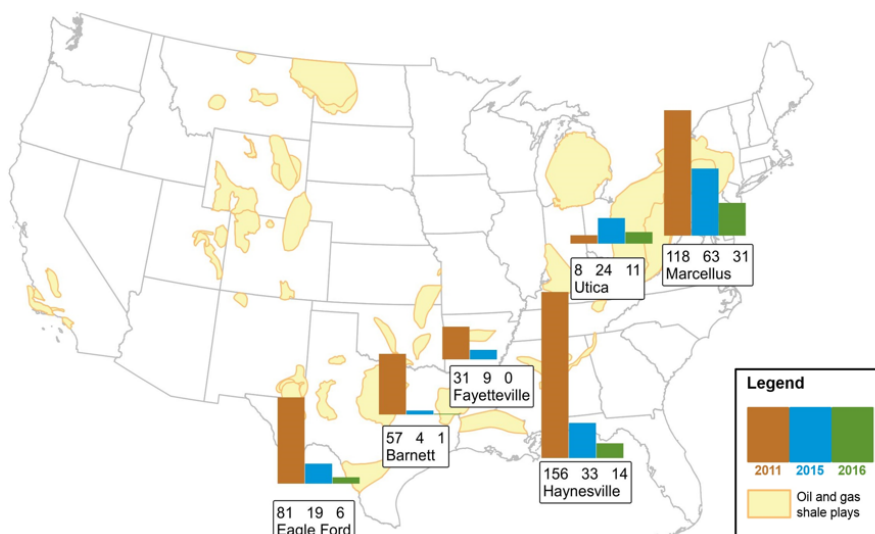 118 63 31
Marcellus
8 24 11
Utica
31 9 0
Fayetteville
57 4 1
Barnett
156 33 14
Haynesville
81 19 6
Eagle Ford
Legend
2011 2015 2016
Oil and gas
shale plays